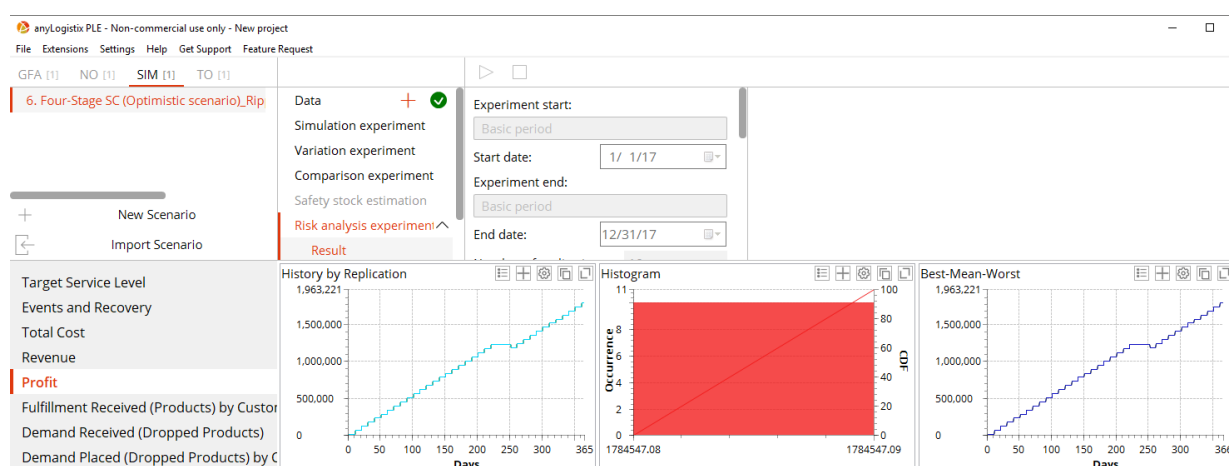 anyLogistix PLE - Non-commercial use only - New project
File Extensions Settings Help Get Support Feature Request
GFA [1] NO [1] SIM [1] TO [1]
6. Four-Stage SC (Optimistic scenario)_Rip
New Scenario
Import Scenario
Data
Simulation experiment
Variation experiment
Comparison experiment
Safety stock estimation
Risk analysis experiment
Result
Experiment start:
Basic period
Start date: 1/ 1/17
Experiment end:
Basic period
End date: 12/31/17
Target Service Level
Events and Recovery
Total Cost
Revenue
Profit
Fulfillment Received (Products) by Custor
Demand Received (Dropped Products)
Demand Placed (Dropped Products) by C
History by Replication
1,963,221
1,500,000
1,000,000
500,000
0
0 50 100 150 200 250 300 365
Days
Histogram
11
8
6
4
2
0
Occurrence
100
80
60
40
20
0
CDF
1784547.08 1784547.09
Best-Mean-Worst
1,963,221
1,500,000
1,000,000
500,000
0
0 50 100 150 200 250 300
Days